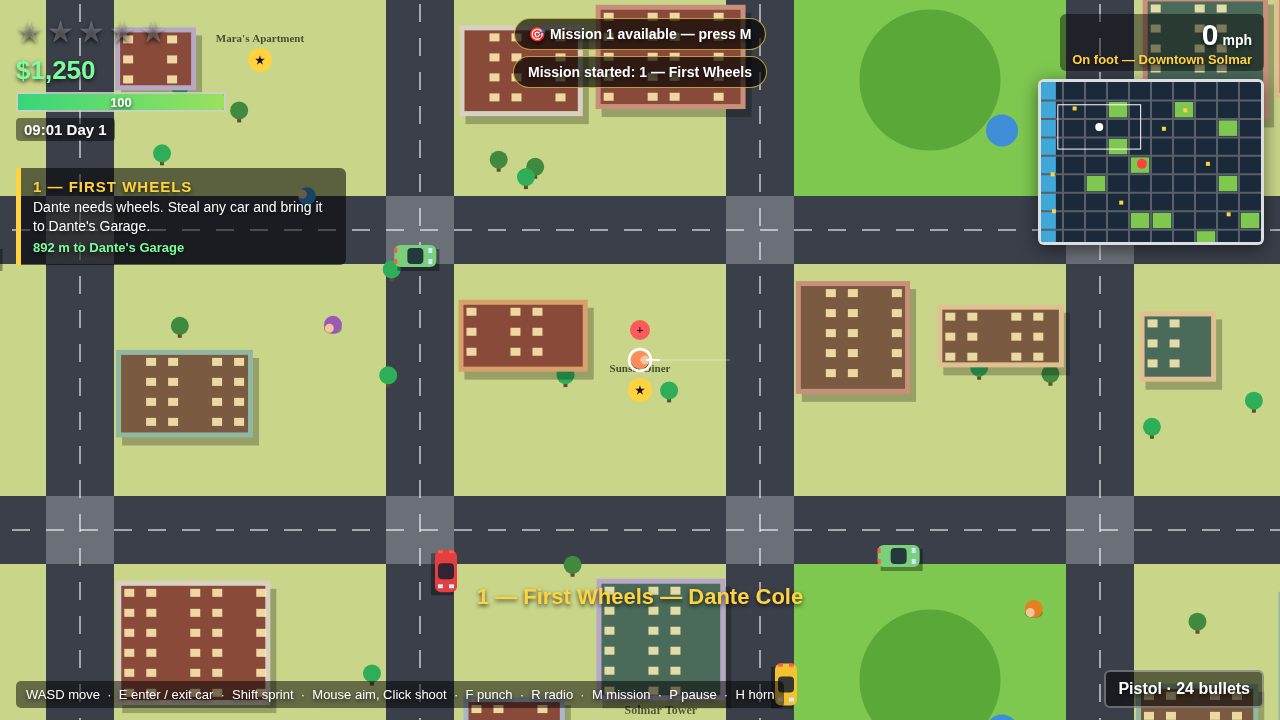 Mara's Apartment
$1,250
100
09:01 Day 1
🎯 Mission 1 available — press M
Mission started: 1 — First Wheels
0 mph
On foot — Downtown Solmar
1 — FIRST WHEELS
Dante needs wheels. Steal any car and bring it
to Dante's Garage.
892 m to Dante's Garage
1 — First Wheels — Dante Cole
WASD move · E enter / exit car · Shift sprint · Mouse aim, Click shoot · F punch · R radio · M mission · P pause · H horn
Solmar Tower
Pistol · 24 bullets